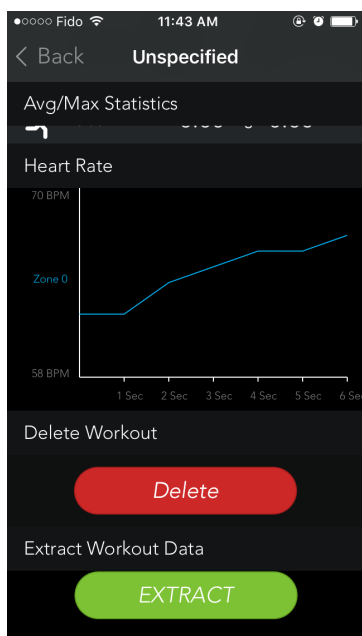 Fido 11:43 AM
Back Unspecified
Avg/Max Statistics
Heart Rate
70 BPM
Zone 0
58 BPM
1 Sec 2 Sec 3 Sec 4 Sec 5 Sec 6 Se
Delete Workout
Delete
Extract Workout Data
EXTRACT